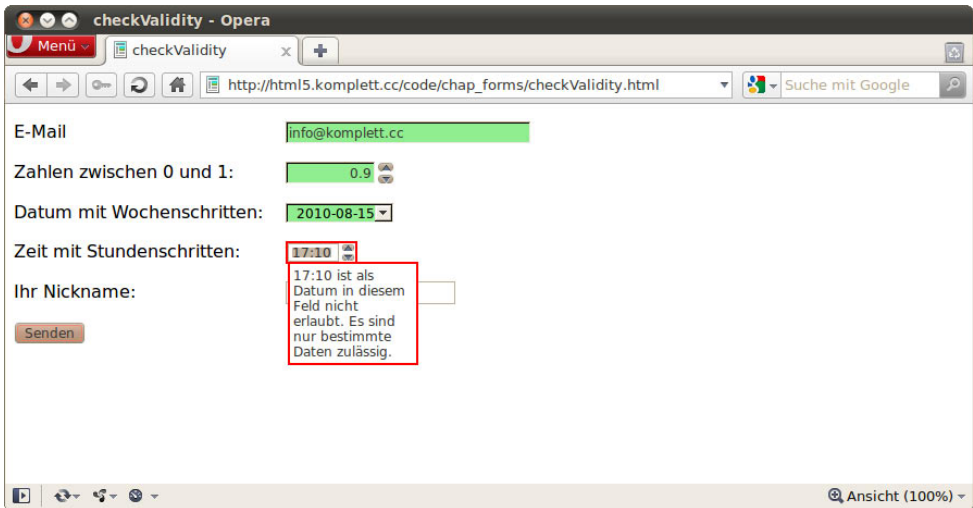 checkValidity - Opera
Menü
checkValidity
http://html5.komplett.cc/code/chap_forms/checkValidity.html
Suche mit Google
E-Mail
info@komplett.cc
Zahlen zwischen 0 und 1:
0.9
Datum mit Wochenschritten:
2010-08-15
Zeit mit Stundenschritten:
17:10
17:10 ist als
Datum in diesem
Feld nicht
erlaubt. Es sind
nur bestimmte
Daten zulässig.
Ihr Nickname:
Senden
Ansicht (100%)